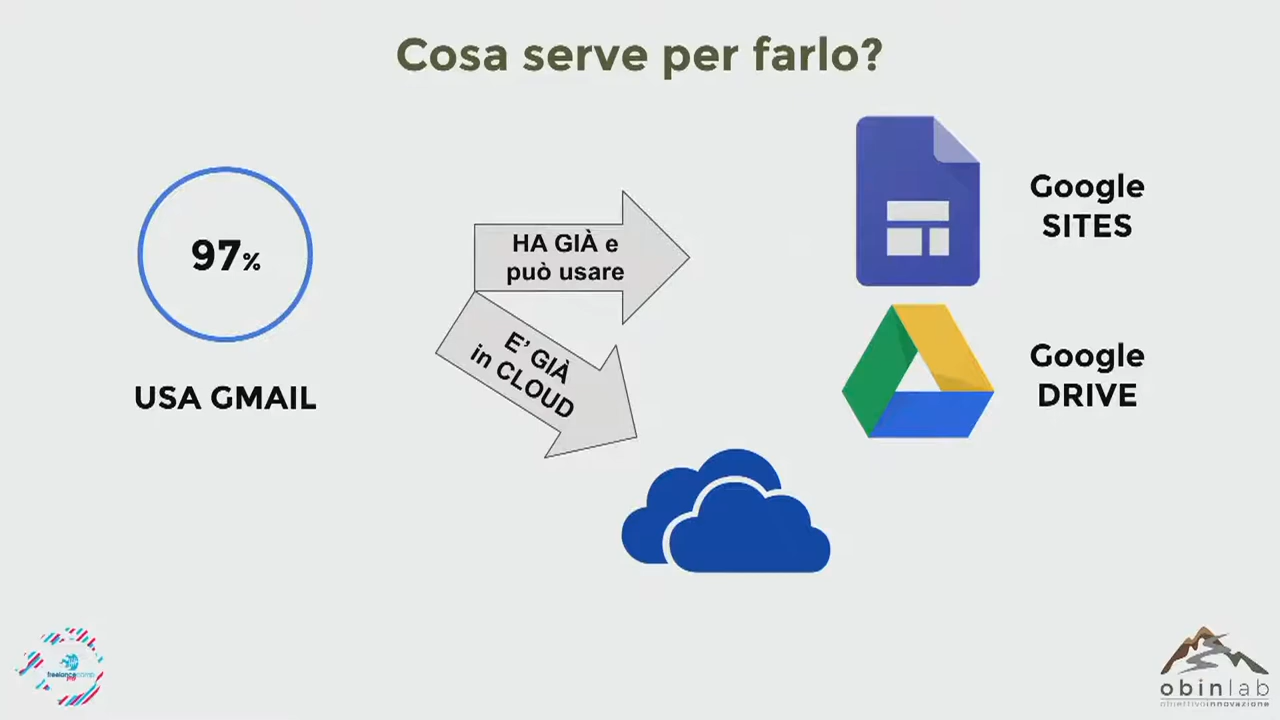 Cosa serve per farlo?
97%
USA GMAIL
HA GIÀ e
può usare
E' GIÀ
in CLOUD
Google
SITES
Google
DRIVE
freelancecamp
obinlab
obiettivoinnovazione